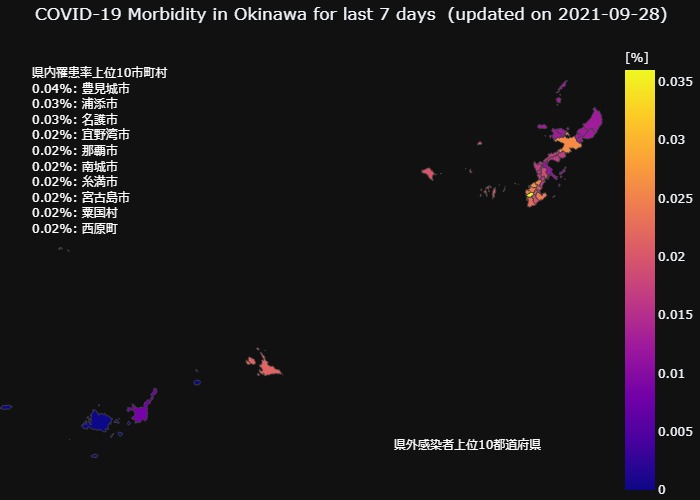 COVID-19 Morbidity in Okinawa for last 7 days (updated on 2021-09-28)
[%]
県内罹患率上位10市町村
0.04%: 豊見城市
0.03%: 浦添市
0.03%: 名護市
0.02%: 宜野湾市
0.02%: 那覇市
0.02%: 南城市
0.02%: 糸満市
0.02%: 宮古島市
0.02%: 粟国村
0.02%: 西原町
県外感染者上位10都道府県
0.035
0.03
0.025
0.02
0.015
0.01
0.005
0